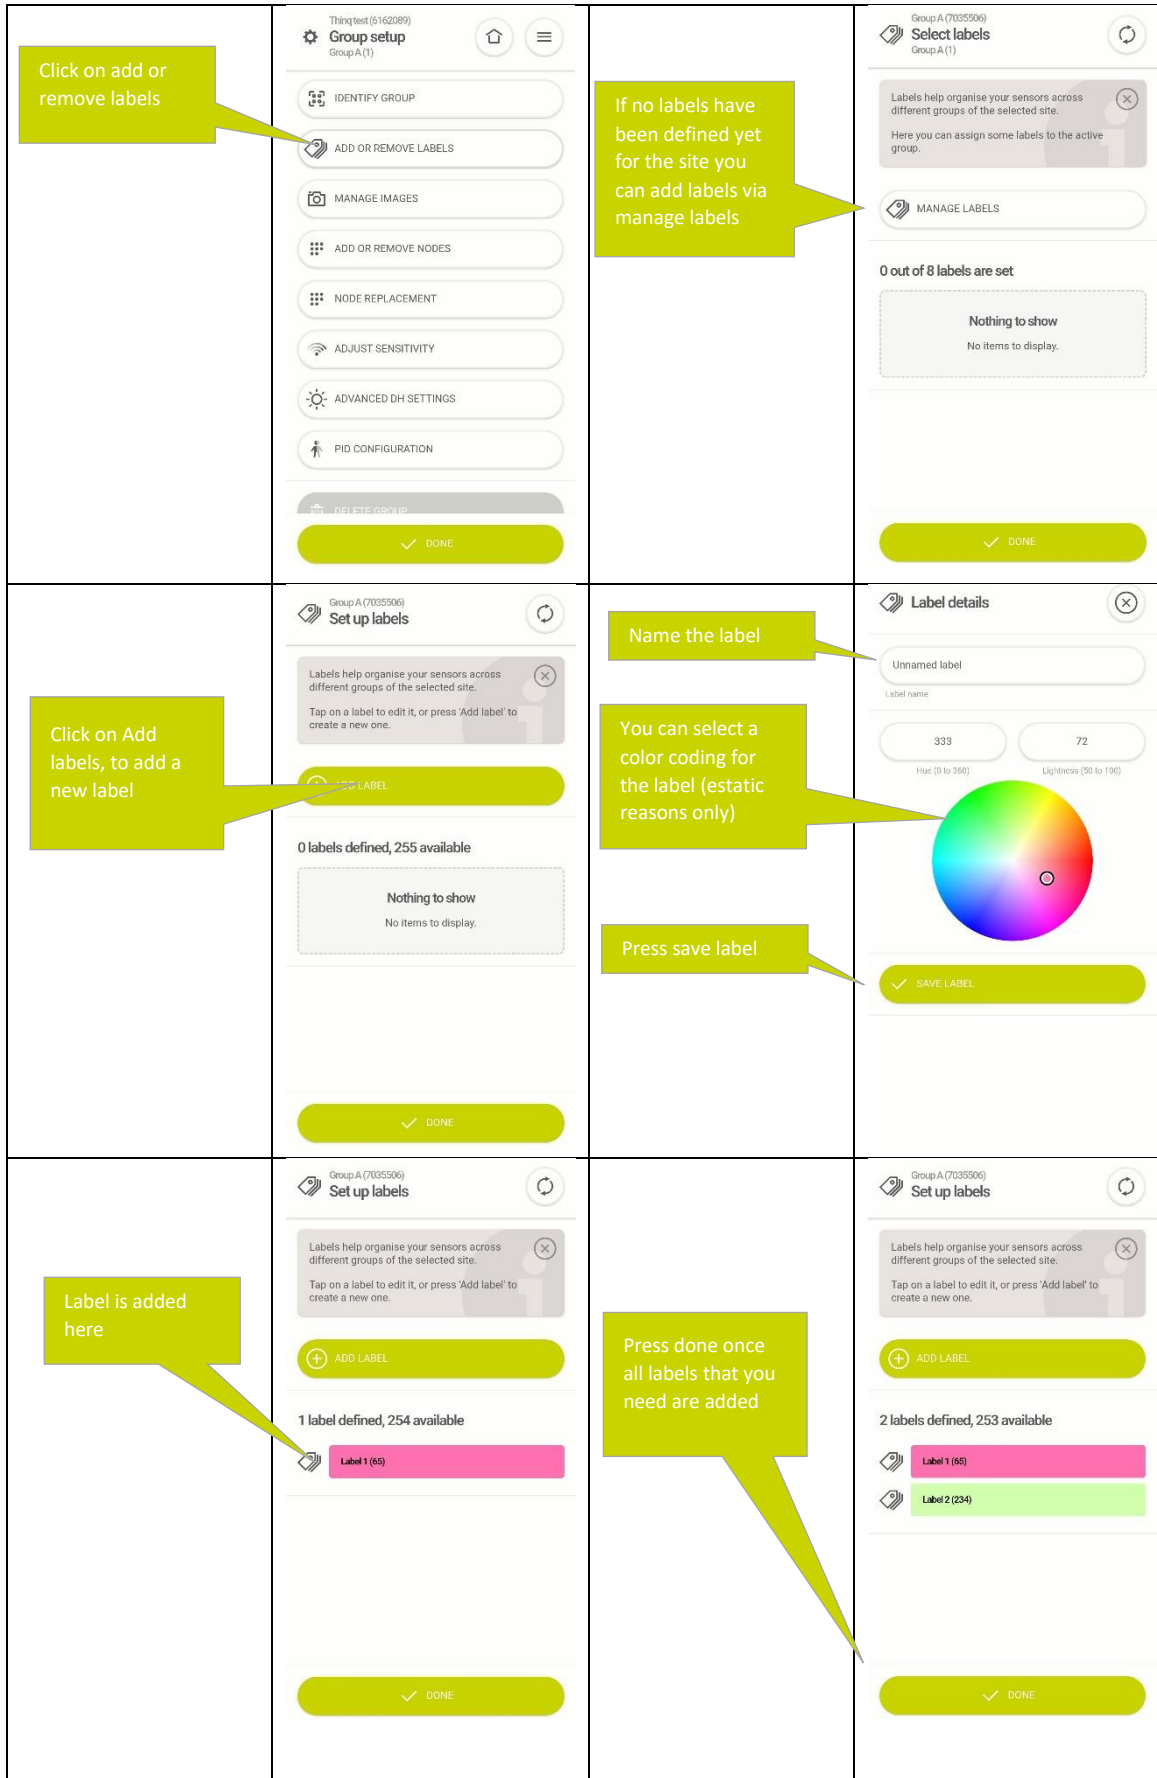 Click on add or
remove labels
Thinq test (6162089)
Group setup
Group A (1)
IDENTIFY GROUP
ADD OR REMOVE LABELS
MANAGE IMAGES
ADD OR REMOVE NODES
NODE REPLACEMENT
ADJUST SENSITIVITY
ADVANCED DH SETTINGS
PID CONFIGURATION
DELETE GROUP
DONE
If no labels have
been defined yet
for the site you
can add labels via
manage labels
Group A (7035506)
Select labels
Group A (1)
Labels help organise your sensors across
different groups of the selected site.
Here you can assign some labels to the active
group.
MANAGE LABELS
0 out of 8 labels are set
Nothing to show
No items to display.
DONE
Click on Add
labels, to add a
new label
Group A (7035506)
Set up labels
Labels help organise your sensors across
different groups of the selected site.
Tap on a label to edit it, or press 'Add label' to
create a new one.
ADD LABEL
0 labels defined, 255 available
Nothing to show
No items to display.
DONE
Name the label
You can select a
color coding for
the label (estatic
reasons only)
Press save label
Label details
Unnamed label
Label name
333
72
Hue (0 to 360)
Lightness (50 to 100)
SAVE LABEL
Label is added
here
Group A (7035506)
Set up labels
Labels help organise your sensors across
different groups of the selected site.
Tap on a label to edit it, or press 'Add label' to
create a new one.
ADD LABEL
1 label defined, 254 available
Label 1 (65)
DONE
Press done once
all labels that you
need are added
Group A (7035506)
Set up labels
Labels help organise your sensors across
different groups of the selected site.
Tap on a label to edit it, or press 'Add label' to
create a new one.
ADD LABEL
2 labels defined, 253 available
Label 1 (65)
Label 2 (234)
DONE